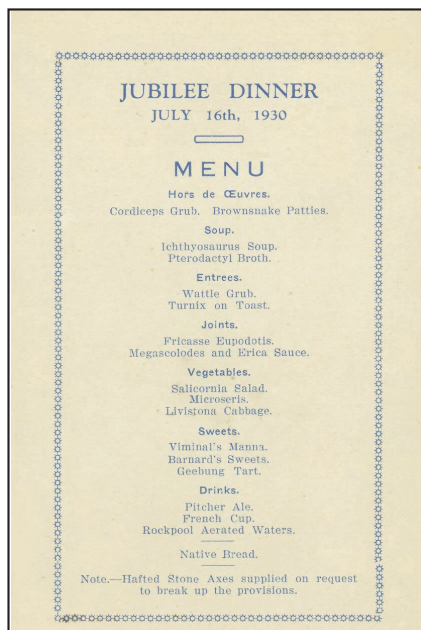 JUBILEE DINNER
JULY 16th, 1930
MENU
Hors de Œuvres.
Cordiceps Grub. Brownsnake Patties.
Soup.
Ichthyosaurus Soup.
Pterodactyl Broth.
Entrees.
Wattle Grub.
Turnix on Toast.
Joints.
Fricasse Eupodotis.
Megascolodes and Erica Sauce.
Vegetables.
Salicornia Salad.
Microseris.
Livistona Cabbage.
Sweets.
Viminal's Manna.
Barnard's Sweets.
Geebung Tart.
Drinks.
Pitcher Ale.
French Cup.
Rockpool Aerated Waters.
Native Bread.
Note.—Hafted Stone Axes supplied on request
to break up the provisions.